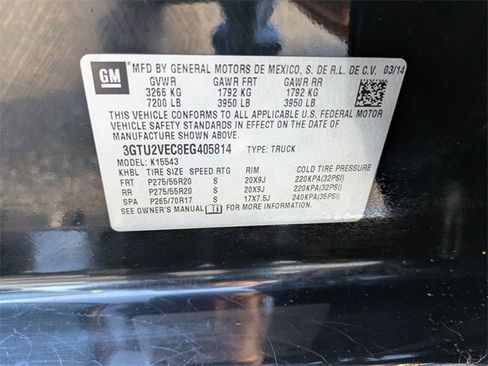 GM
MFD BY GENERAL MOTORS DE MEXICO, S. DE R.L. DE C.V. 03/14
GVWR GAWR FRT GAWR RR
3266 KG 1792 KG 1792 KG
7200 LB 3950 LB 3950 LB
THIS VEHICLE CONFORMS TO ALL APPLICABLE U.S. FEDERAL MOTOR
VEHICLE SAFETY AND THEFT PREVENTION STANDARDS IN EFFECT ON THE DATE OF
MANUFACTURE SHOWN ABOVE.
3GTU2VEC8EG405814 TYPE: TRUCK
MODEL: K15543
KHBL TIRE SIZE SPEED RTG RIM COLD TIRE PRESSURE
FRT P275/55R20 S 20X9J 220KPA(32PSI)
RR P275/55R20 S 20X9J 220KPA(32PSI)
SPA P265/70R17 S 17X7.5J 240KPA(35PSI)
SEE OWNER'S MANUAL FOR MORE INFORMATION.